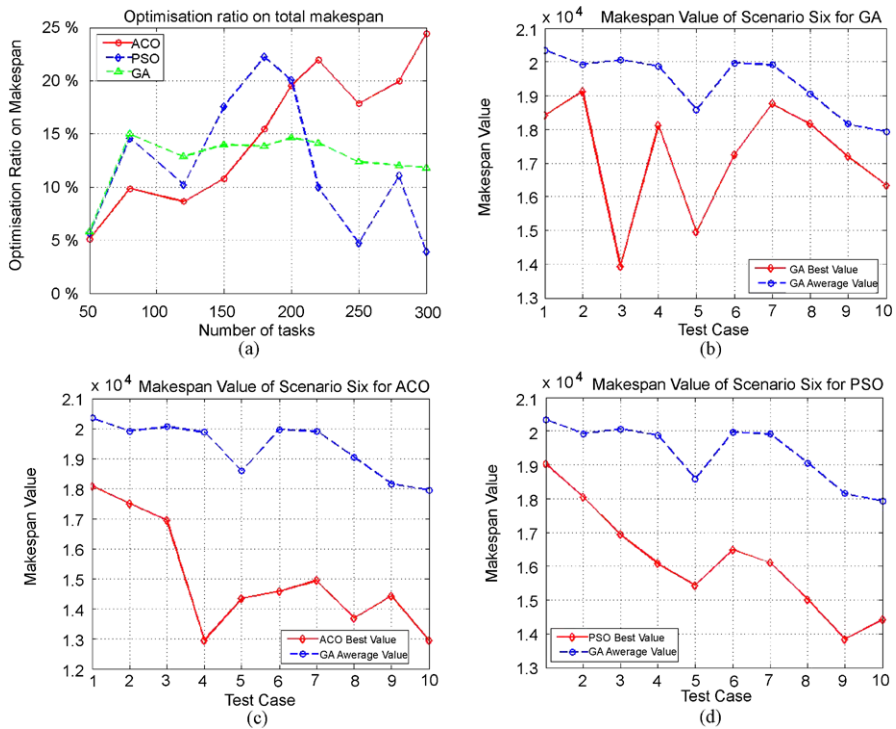 Optimisation ratio on total makespan
25 %
20 %
15 %
10 %
5 %
0 %
Optimisation Ratio on Makespan
ACO
PSO
GA
50 100 150 200 250 300
Number of tasks
(a)
x 10^4 Makespan Value of Scenario Six for GA
2.1
20
1.9
1.8
1.7
1.6
1.5
1.4
1.3
Makespan Value
GA Best Value
GA Average Value
1 2 3 4 5 6 7 8 9 10
Test Case
(b)
x 10^4 Makespan Value of Scenario Six for ACO
2.1
20
1.9
1.8
1.7
1.6
1.5
1.4
1.3
1.2
Makespan Value
ACO Best Value
GA Average Value
1 2 3 4 5 6 7 8 9 10
Test Case
(c)
x 10^4 Makespan Value of Scenario Six for PSO
2.1
20
1.9
1.8
1.7
1.6
1.5
1.4
1.3
Makespan Value
PSO Best Value
GA Average Value
2 3 4 5 6 7 8 9 10
Test Case
(d)